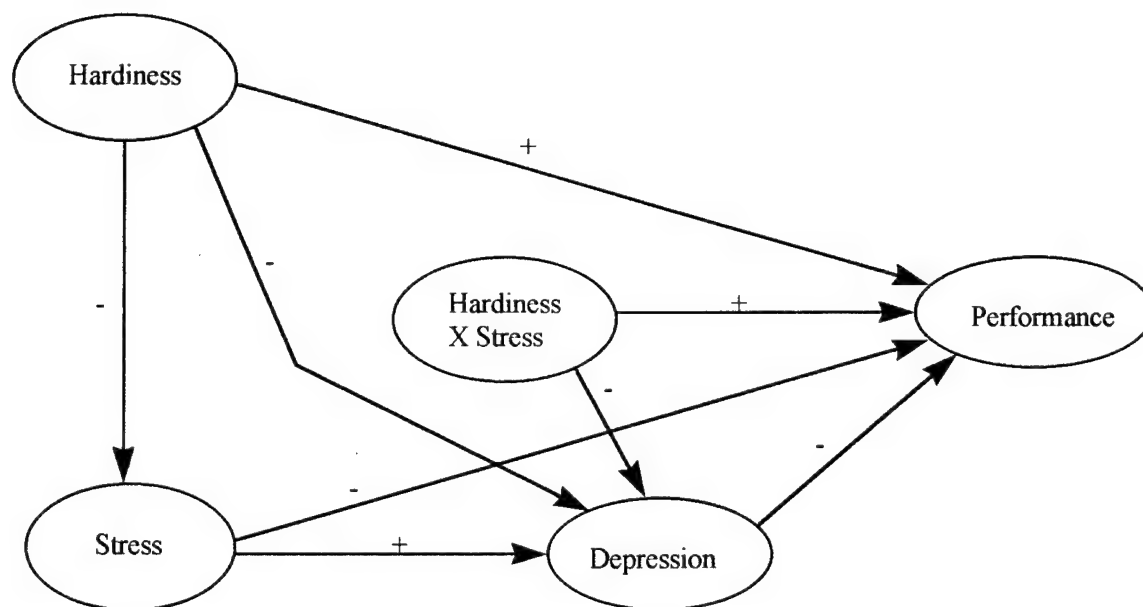 Hardiness
+
-
-
Hardiness
X Stress
+
Performance
-
-
-
Stress
+
Depression